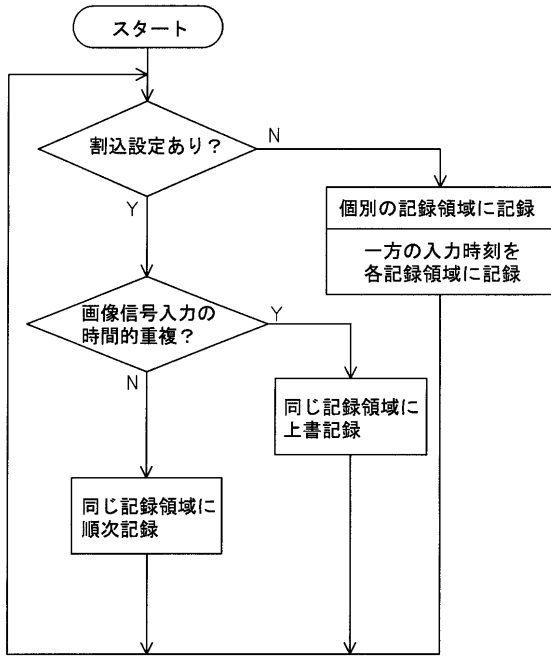 スタート
割込設定あり?
N
Y
個別の記録領域に記録
一方の入力時刻を
各記録領域に記録
画像信号入力の
時間的重複?
Y
N
同じ記録領域に
上書記録
同じ記録領域に
順次記録